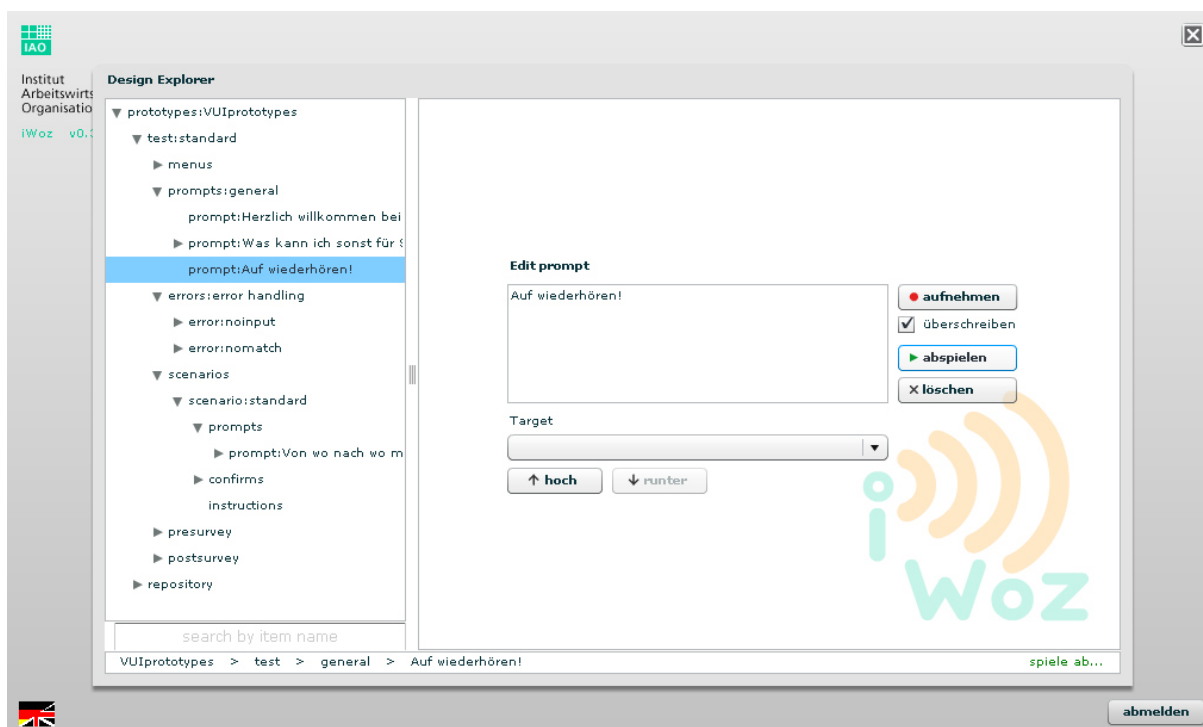 IAO
Institut
Arbeitswirts
Organisatio
iWoz v0.
Design Explorer
prototypes:VUIprototypes
test:standard
menus
prompts:general
prompt:Herzlich willkommen bei
prompt:Was kann ich sonst für
prompt:Auf wiederhören!
errors:error handling
error:noinput
error:nomatch
scenarios
scenario:standard
prompts
prompt:Von wo nach wo m
confirms
instructions
presurvey
postsurvey
repository
search by item name
Edit prompt
Auf wiederhören!
aufnehmen
überschreiben
abspielen
löschen
Target
hoch
runter
i
Woz
VUIprototypes > test > general > Auf wiederhören!
spiele ab...
abmelden